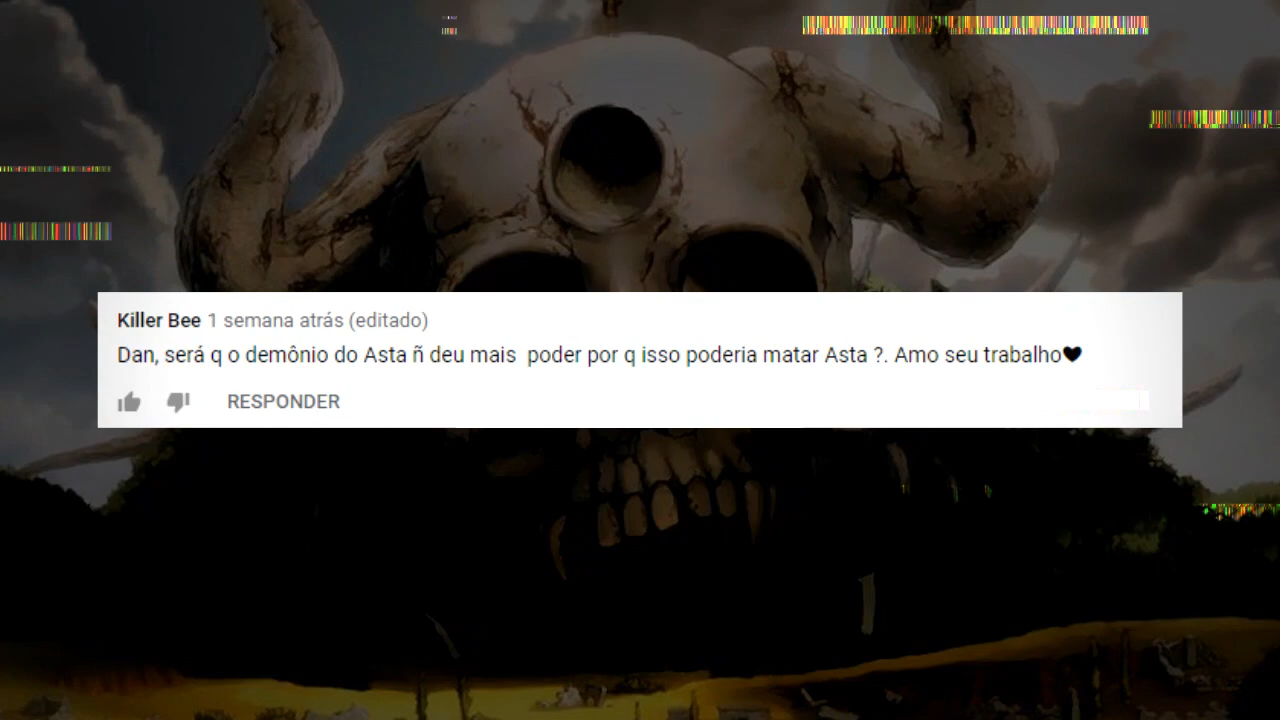 Killer Bee 1 semana atrás (editado)
Dan, será q o demônio do Asta ñ deu mais  poder por q isso poderia matar Asta ?. Amo seu trabalho🖤
RESPONDER